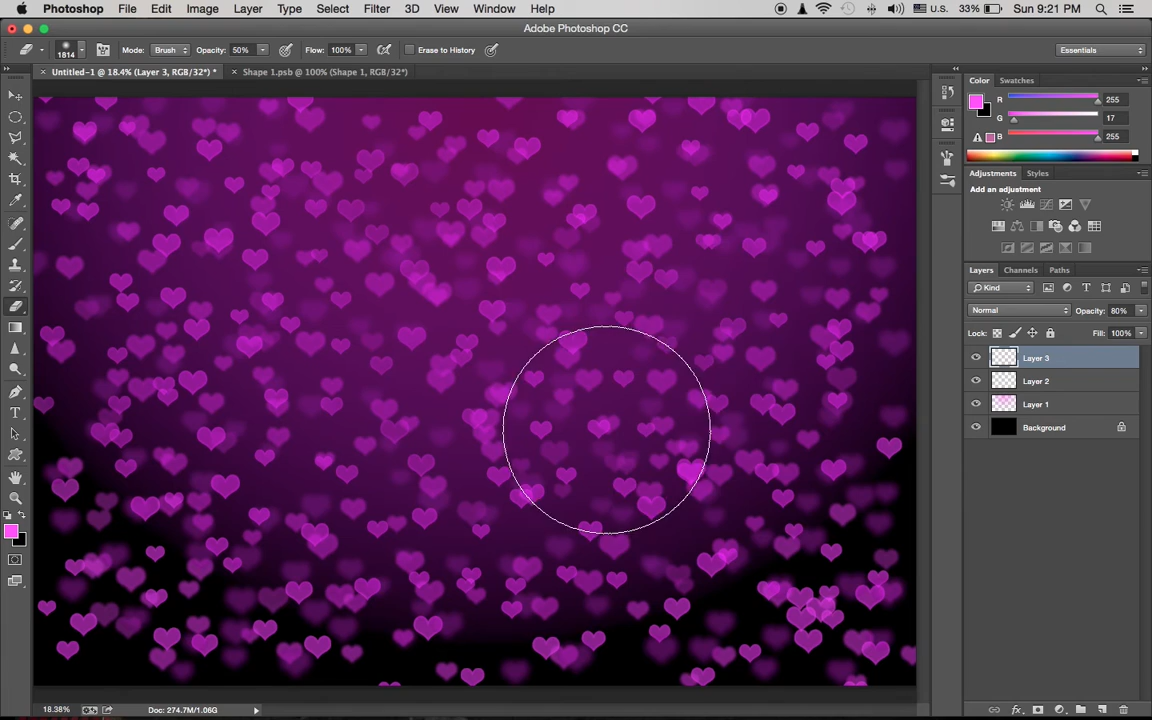 Photoshop File Edit Image Layer Type Select Filter 3D View Window Help U.S. 33% Sun 9:21 PM
Adobe Photoshop CC
1814 Mode: Brush Opacity: 50% Flow: 100% Erase to History Essentials
× Untitled-1 @ 18.4% (Layer 3, RGB/32*) * × Shape 1.psb @ 100% (Shape 1, RGB/32*)
Color Swatches
R 255
G 17
B 255
Adjustments Styles
Add an adjustment
Layers Channels Paths
Kind
Normal Opacity: 80%
Lock: Fill: 100%
Layer 3
Layer 2
Layer 1
Background
18.38% Doc: 274.7M/1.06G